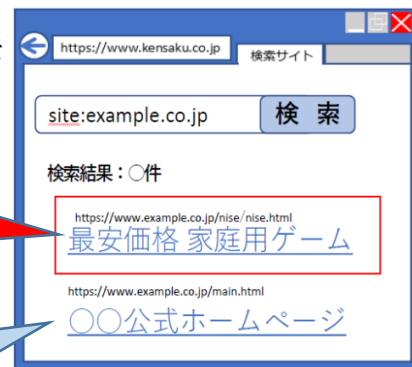 https://www.kensaku.co.jp
検索サイト
site:example.co.jp
検 索
検索結果：○件
https://www.example.co.jp/nise/nise.html
最安価格 家庭用ゲーム
https://www.example.co.jp/main.html
○○公式ホームページ